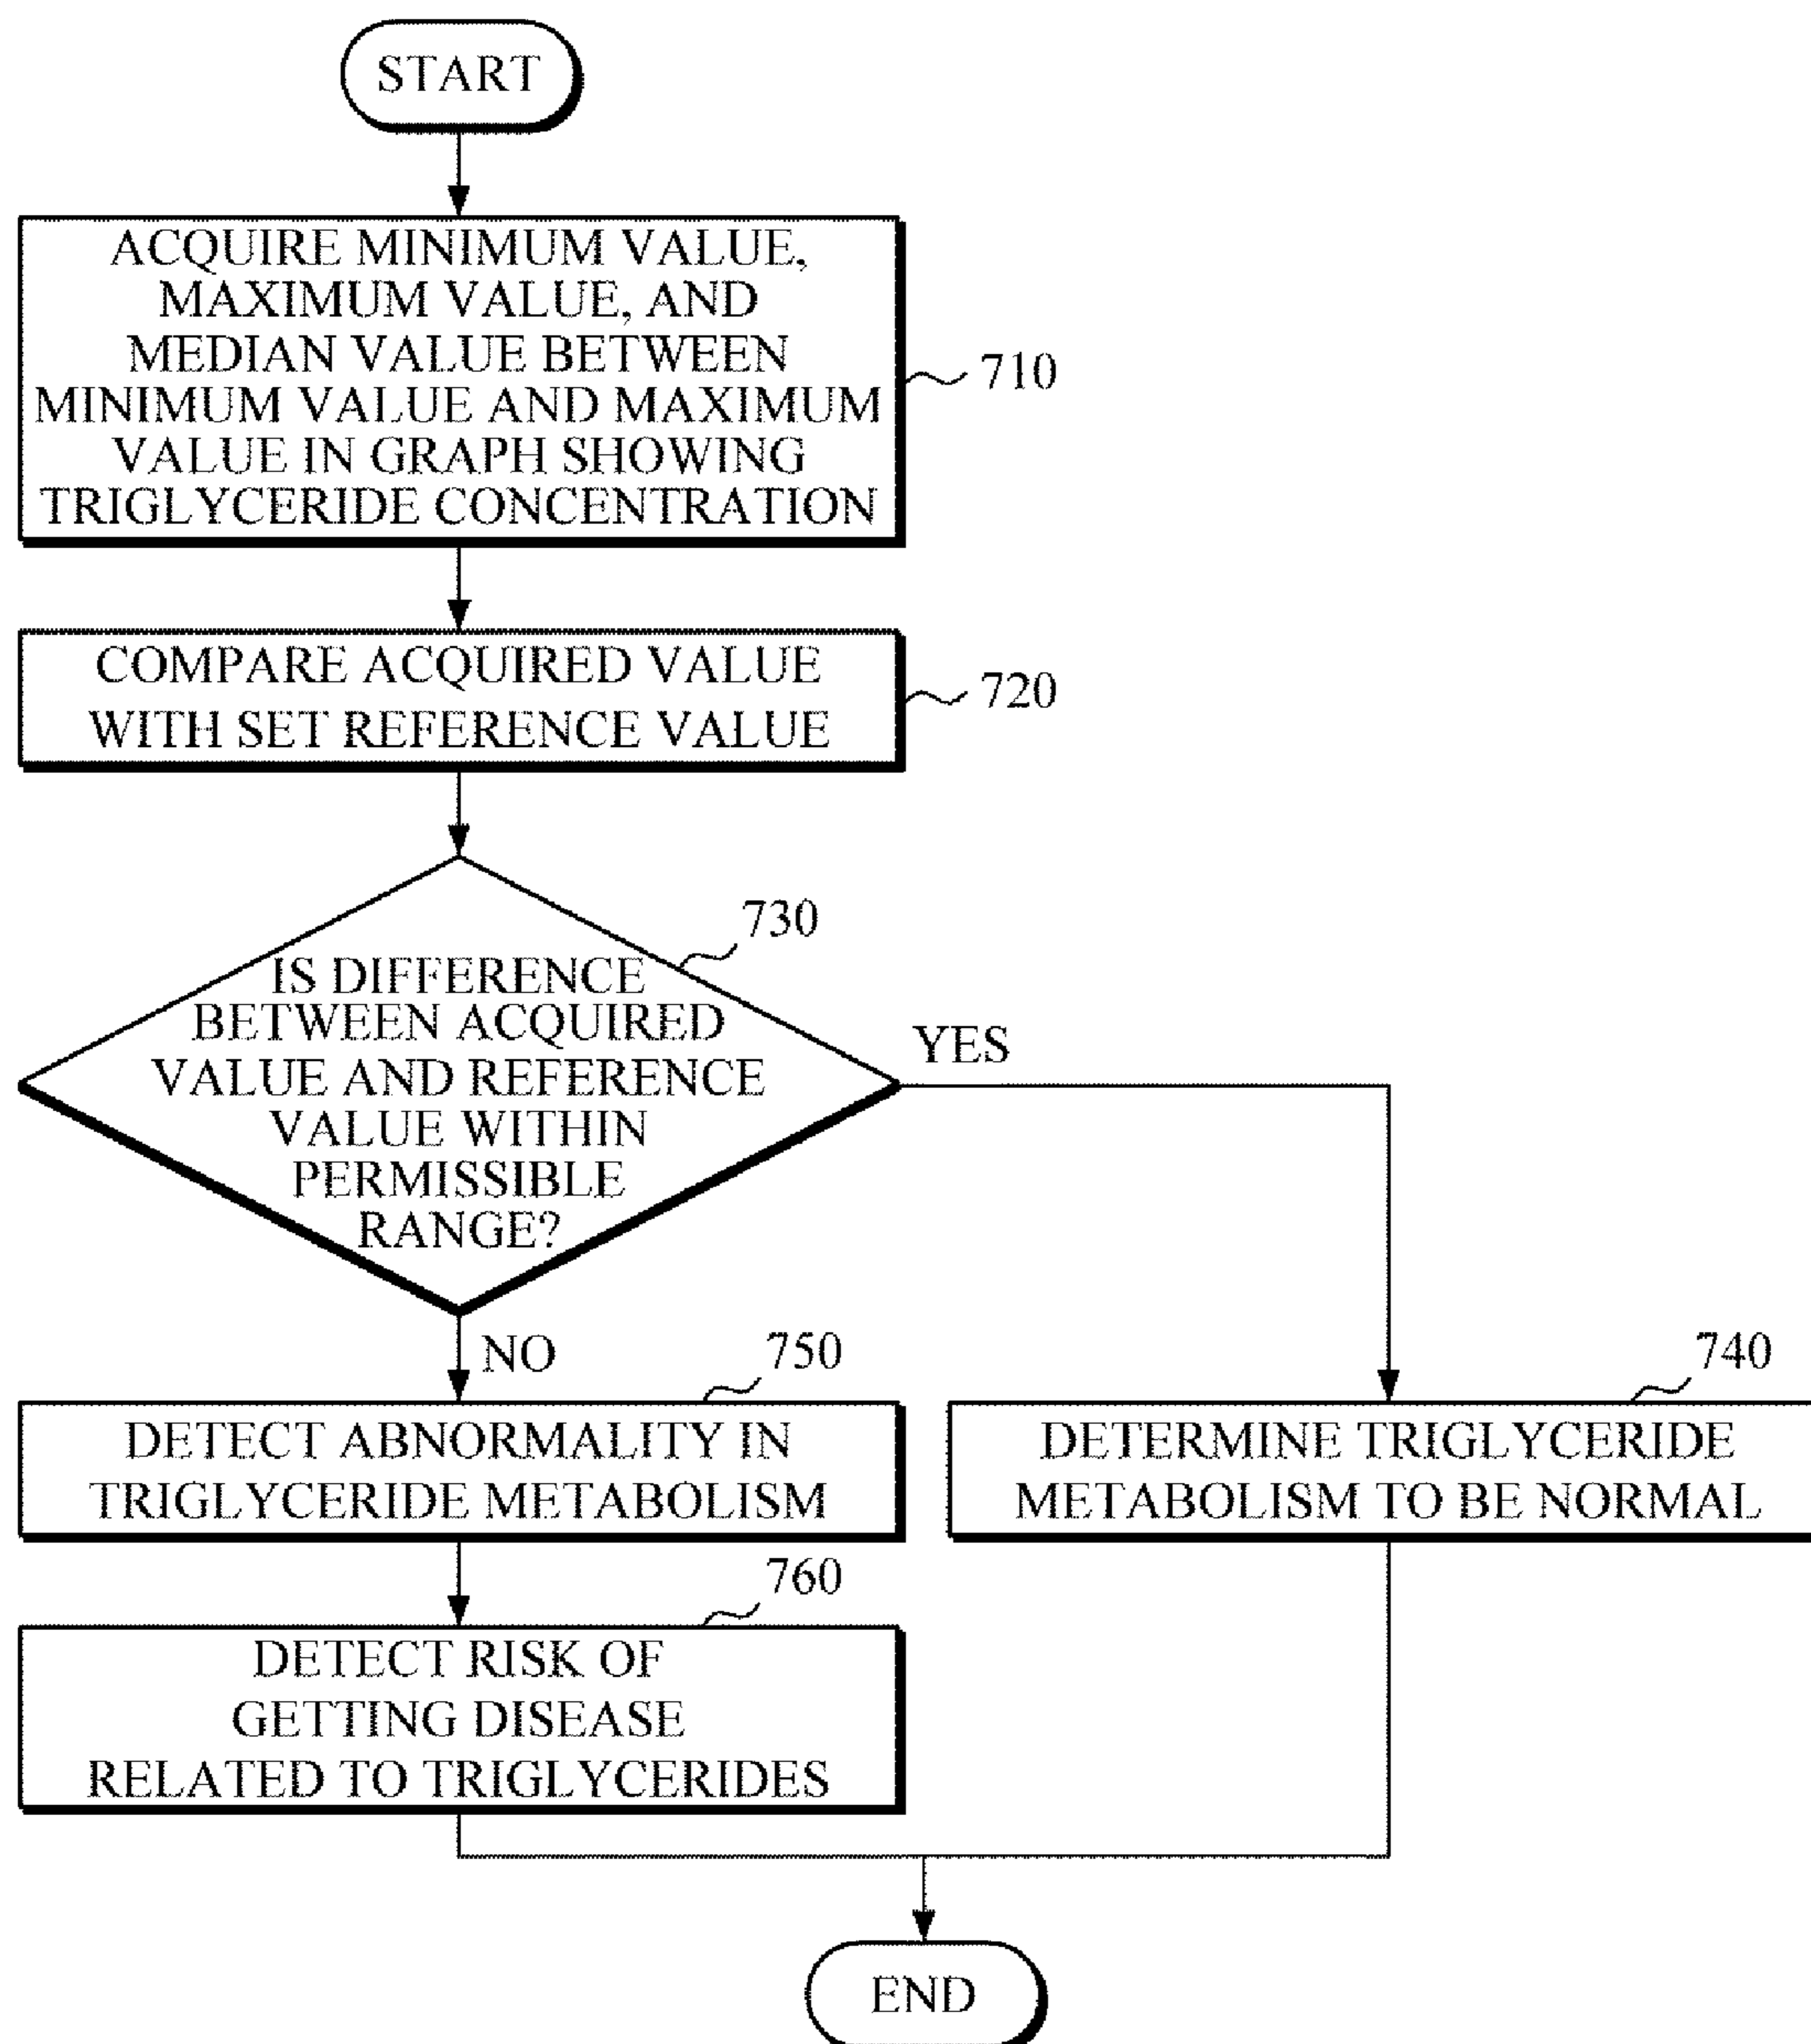 START
ACQUIRE MINIMUM VALUE,
MAXIMUM VALUE, AND
MEDIAN VALUE BETWEEN
MINIMUM VALUE AND MAXIMUM
VALUE IN GRAPH SHOWING
TRIGLYCERIDE CONCENTRATION
710
COMPARE ACQUIRED VALUE
WITH SET REFERENCE VALUE
720
730
IS DIFFERENCE
BETWEEN ACQUIRED
VALUE AND REFERENCE
VALUE WITHIN
PERMISSIBLE
RANGE?
YES
NO
750
DETECT ABNORMALITY IN
TRIGLYCERIDE METABOLISM
740
DETERMINE TRIGLYCERIDE
METABOLISM TO BE NORMAL
760
DETECT RISK OF
GETTING DISEASE
RELATED TO TRIGLYCERIDES
END